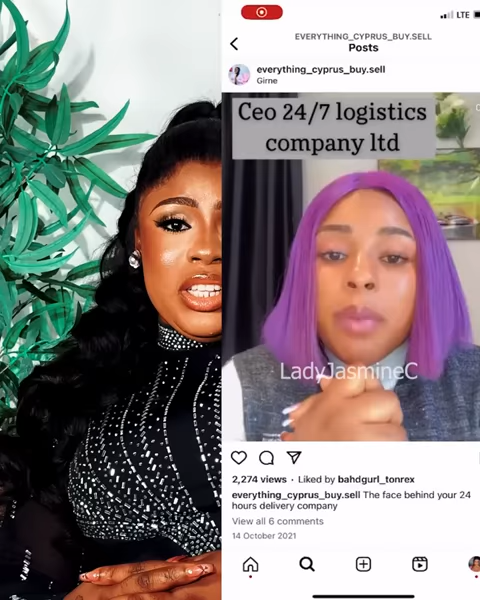 LTE
EVERYTHING_CYPRUS_BUY.SELL
Posts
everything_cyprus_buy.sell
Girne
Ceo 24/7 logistics
company ltd
LadyJasmineC
2,274 views · Liked by bahdgurl_tonrex
everything_cyprus_buy.sell The face behind your 24
hours delivery company
View all 6 comments
14 October 2021